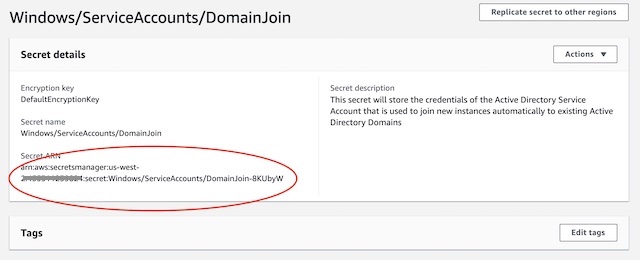 Windows/ServiceAccounts/DomainJoin
Replicate secret to other regions
Secret details
Actions
Encryption key
DefaultEncryptionKey
Secret name
Windows/ServiceAccounts/DomainJoin
Secret ARN
arn:aws:secretsmanager:us-west-
:secret:Windows/ServiceAccounts/DomainJoin-8KUbyW
Secret description
This secret will store the credentials of the Active Directory Service
Account that is used to join new instances automatically to existing Active
Directory Domains
Tags
Edit tags